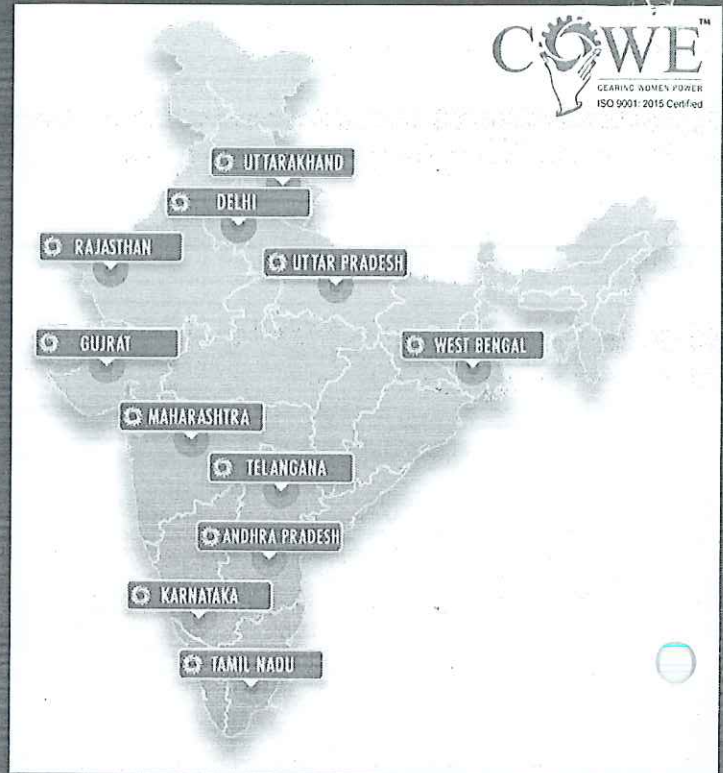 COWE™
GEARING WOMEN POWER
ISO 9001: 2015 Certified
UTTARAKHAND
DELHI
RAJASTHAN
UTTAR PRADESH
GUJRAT
WEST BENGAL
MAHARASHTRA
TELANGANA
ANDHRA PRADESH
KARNATAKA
TAMIL NADU